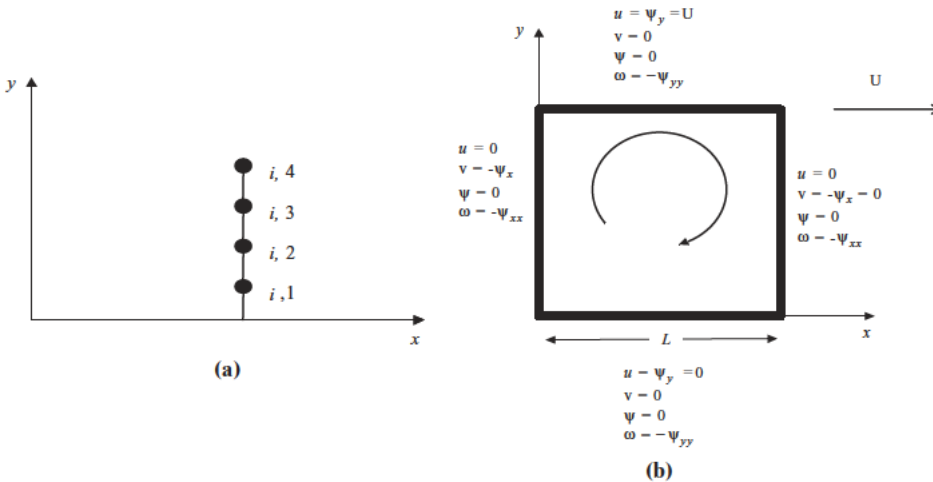 y
i, 4
i, 3
i, 2
i ,1
x
(a)
u = ψy = U
v = 0
ψ = 0
ω = −ψyy
y
U
u = 0
v = -ψx
ψ = 0
ω = -ψxx
u = 0
v = -ψx = 0
ψ = 0
ω = -ψxx
x
L
u = ψy = 0
v = 0
ψ = 0
ω = −ψyy
(b)